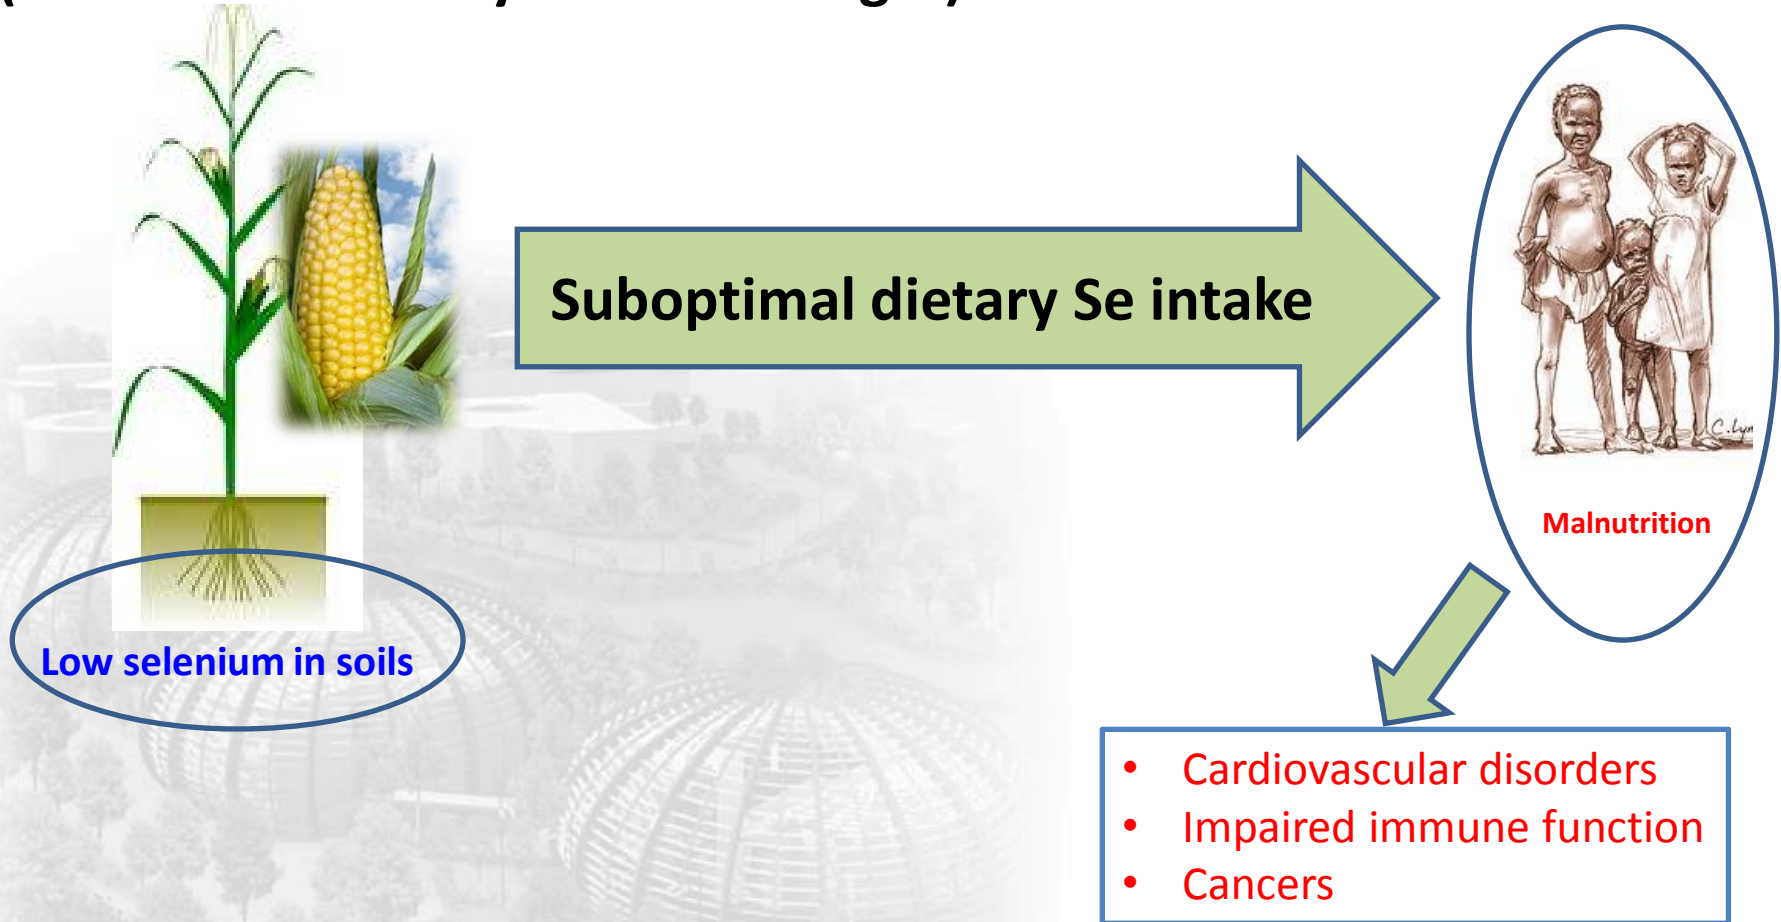 Suboptimal dietary Se intake
Malnutrition
Low selenium in soils
• Cardiovascular disorders
• Impaired immune function
• Cancers